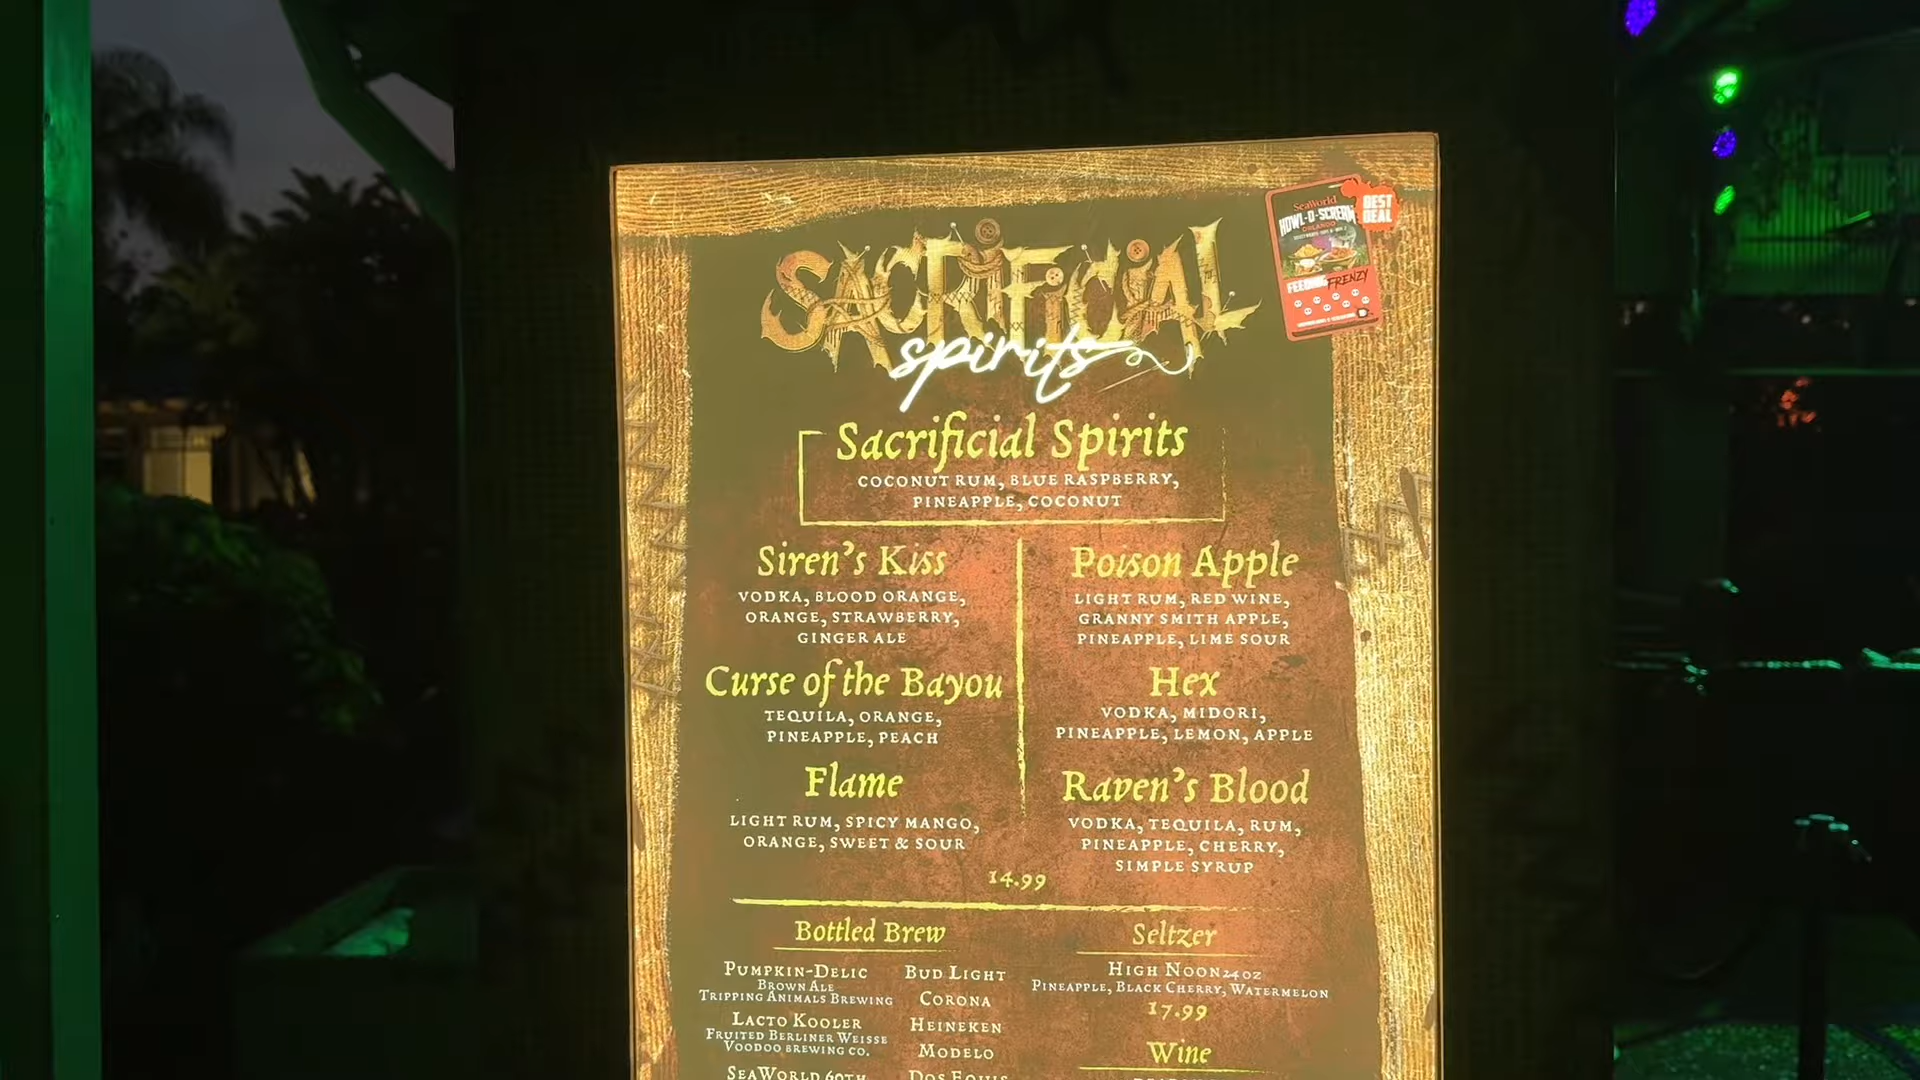 SACRIFICIAL
spirits
SeaWorld
HOWL-O-SCREAM
ORLANDO
BEST
DEAL
FEEDING FRENZY
Sacrificial Spirits
COCONUT RUM, BLUE RASPBERRY,
PINEAPPLE, COCONUT
Siren's Kiss
VODKA, BLOOD ORANGE,
ORANGE, STRAWBERRY,
GINGER ALE
Curse of the Bayou
TEQUILA, ORANGE,
PINEAPPLE, PEACH
Flame
LIGHT RUM, SPICY MANGO,
ORANGE, SWEET & SOUR
Poison Apple
LIGHT RUM, RED WINE,
GRANNY SMITH APPLE,
PINEAPPLE, LIME SOUR
Hex
VODKA, MIDORI,
PINEAPPLE, LEMON, APPLE
Raven's Blood
VODKA, TEQUILA, RUM,
PINEAPPLE, CHERRY,
SIMPLE SYRUP
14.99
Bottled Brew
PUMPKIN-DELIC
BROWN ALE
TRIPPING ANIMALS BREWING
LACTO KOOLER
FRUITED BERLINER WEISSE
VOODOO BREWING CO.
SEAWORLD 60TH
BUD LIGHT
CORONA
HEINEKEN
MODELO
DOS EQUIS
Seltzer
HIGH NOON 24OZ
PINEAPPLE, BLACK CHERRY, WATERMELON
17.99
Wine